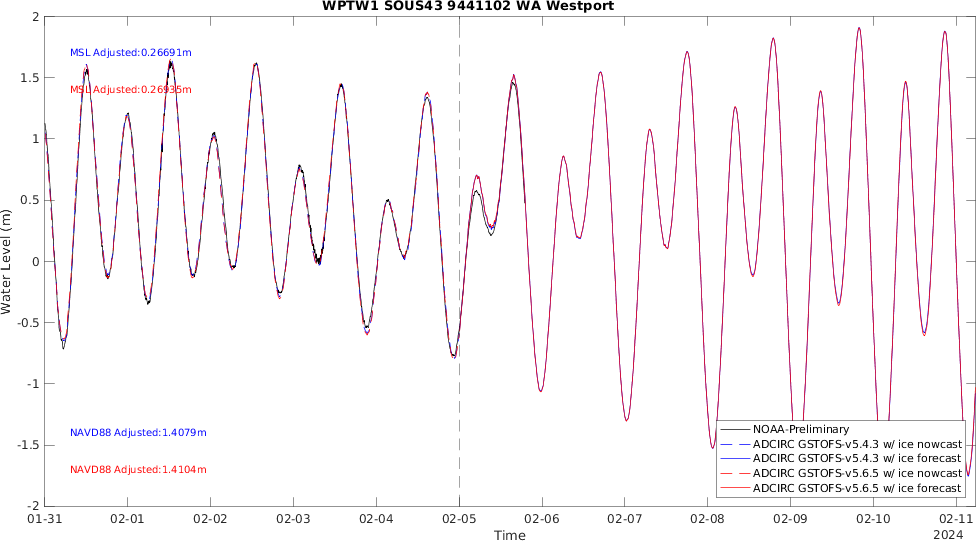 WPTW1 SOUS43 9441102 WA Westport
2
1.5
1
0.5
0
-0.5
-1
-1.5
-2
Water Level (m)
MSL Adjusted:0.26691m
MSL Adjusted:0.26935m
NAVD88 Adjusted:1.4079m
NAVD88 Adjusted:1.4104m
NOAA-Preliminary
ADCIRC GSTOFS-v5.4.3 w/ ice nowcast
ADCIRC GSTOFS-v5.4.3 w/ ice forecast
ADCIRC GSTOFS-v5.6.5 w/ ice nowcast
ADCIRC GSTOFS-v5.6.5 w/ ice forecast
01-31 02-01 02-02 02-03 02-04 02-05 02-06 02-07 02-08 02-09 02-10 02-11
2024
Time